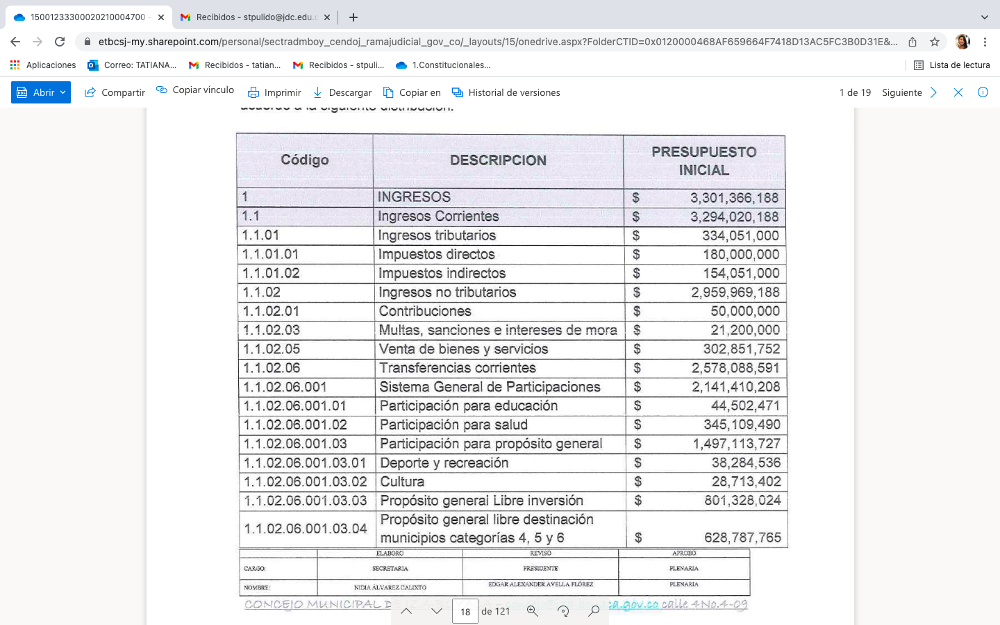 15001233300020210004700 -
Recibidos - stpulido@jdc.edu.c
etbcsj-my.sharepoint.com/personal/sectradmboy_cendoj_ramajudicial_gov_co/_layouts/15/onedrive.aspx?FolderCTID=0x0120000468AF659664F7418D13AC5FC3B0D31E&...
Aplicaciones
Correo: TATIANA...
Recibidos - tatian...
Recibidos - stpuli...
1.Constitucionales...
Lista de lectura
Abrir
Compartir
Copiar vínculo
Imprimir
Descargar
Copiar en
Historial de versiones
1 de 19
Siguiente
acuerdo a la siguiente distribución.
Código DESCRIPCION PRESUPUESTO
INICIAL
1 INGRESOS $ 3,301,366,188
1.1 Ingresos Corrientes $ 3,294,020,188
1.1.01 Ingresos tributarios $ 334,051,000
1.1.01.01 Impuestos directos $ 180,000,000
1.1.01.02 Impuestos indirectos $ 154,051,000
1.1.02 Ingresos no tributarios $ 2,959,969,188
1.1.02.01 Contribuciones $ 50,000,000
1.1.02.03 Multas, sanciones e intereses de mora $ 21,200,000
1.1.02.05 Venta de bienes y servicios $ 302,851,752
1.1.02.06 Transferencias corrientes $ 2,578,088,591
1.1.02.06.001 Sistema General de Participaciones $ 2,141,410,208
1.1.02.06.001.01 Participación para educación $ 44,502,471
1.1.02.06.001.02 Participación para salud $ 345,109,490
1.1.02.06.001.03 Participación para propósito general $ 1,497,113,727
1.1.02.06.001.03.01 Deporte y recreación $ 38,284,536
1.1.02.06.001.03.02 Cultura $ 28,713,402
1.1.02.06.001.03.03 Propósito general Libre inversión $ 801,328,024
1.1.02.06.001.03.04 Propósito general libre destinación
municipios categorías 4, 5 y 6 $ 628,787,765
ELABORO REVISÓ APROBÓ
CARGO: SECRETARIA PRESIDENTE PLENARIA
NOMBRE: NIDIA ÁLVAREZ CALIXTO EDGAR ALEXANDER AVELLA FLÓREZ PLENARIA
CONCEJO MUNICIPAL D ca.gov.co calle 4 No.4-09
18 de 121